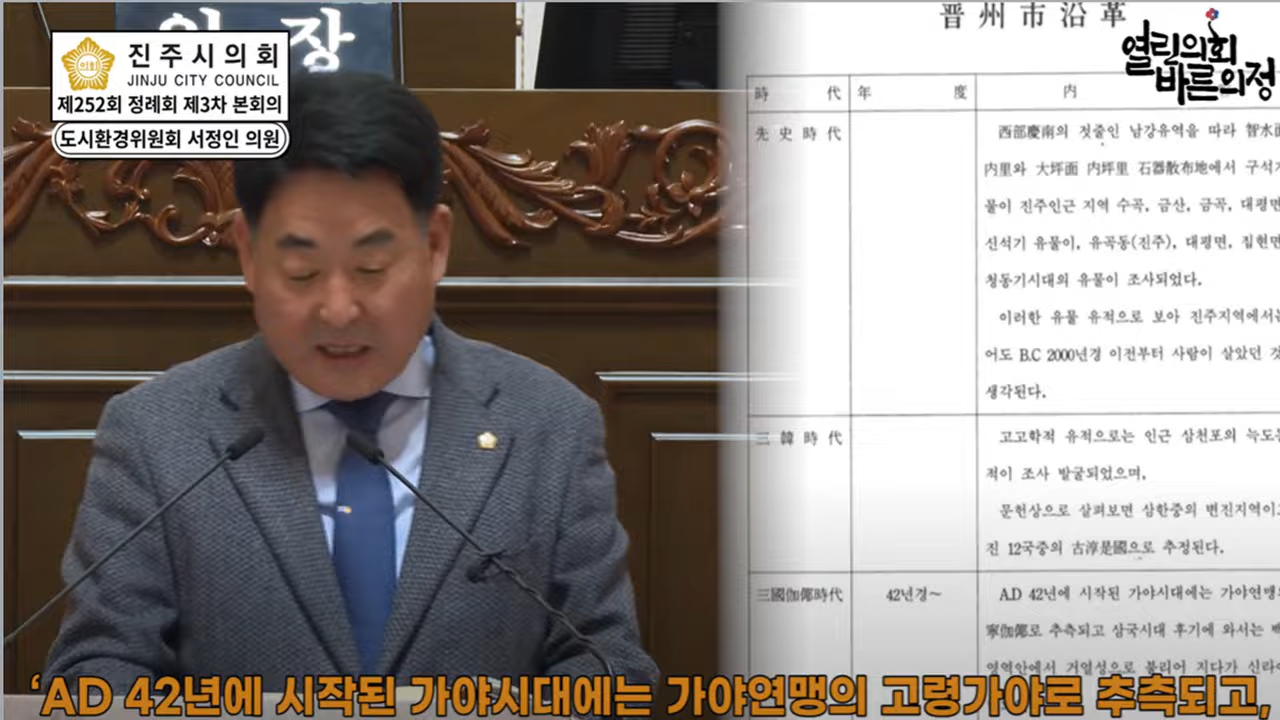 의 장
진주시의회
JINJU CITY COUNCIL
제252회 정례회 제3차 본회의
도시환경위원회 서정인 의원
열린의회
바른의정
晋州市沿革
時 代 年 度 内
先史時代
西部慶南의 젖줄인 남강유역을 따라 智水面
内里와 大坪面 内坪里 石器散布地에서 구석기
물이 진주인근 지역 수곡, 금산, 금곡, 대평면
신석기 유물이, 유곡동(진주), 대평면, 집현면
청동기시대의 유물이 조사되었다.
이러한 유물 유적으로 보아 진주지역에서는
어도 B.C 2000년경 이전부터 사람이 살았던 것
생각된다.
三韓時代
고고학적 유적으로는 인근 삼천포의 늑도
적이 조사 발굴되었으며,
문헌상으로 살펴보면 삼한중의 변진지역이
진 12국중의 古淳是國으로 추정된다.
三國伽倻時代 42년경~
A.D 42년에 시작된 가야시대에는 가야연맹
寧伽倻로 추측되고 삼국시대 후기에 와서는 백
영역안에서 거열성으로 불리어 지다가 신라
‘AD 42년에 시작된 가야시대에는 가야연맹의 고령가야로 추측되고,